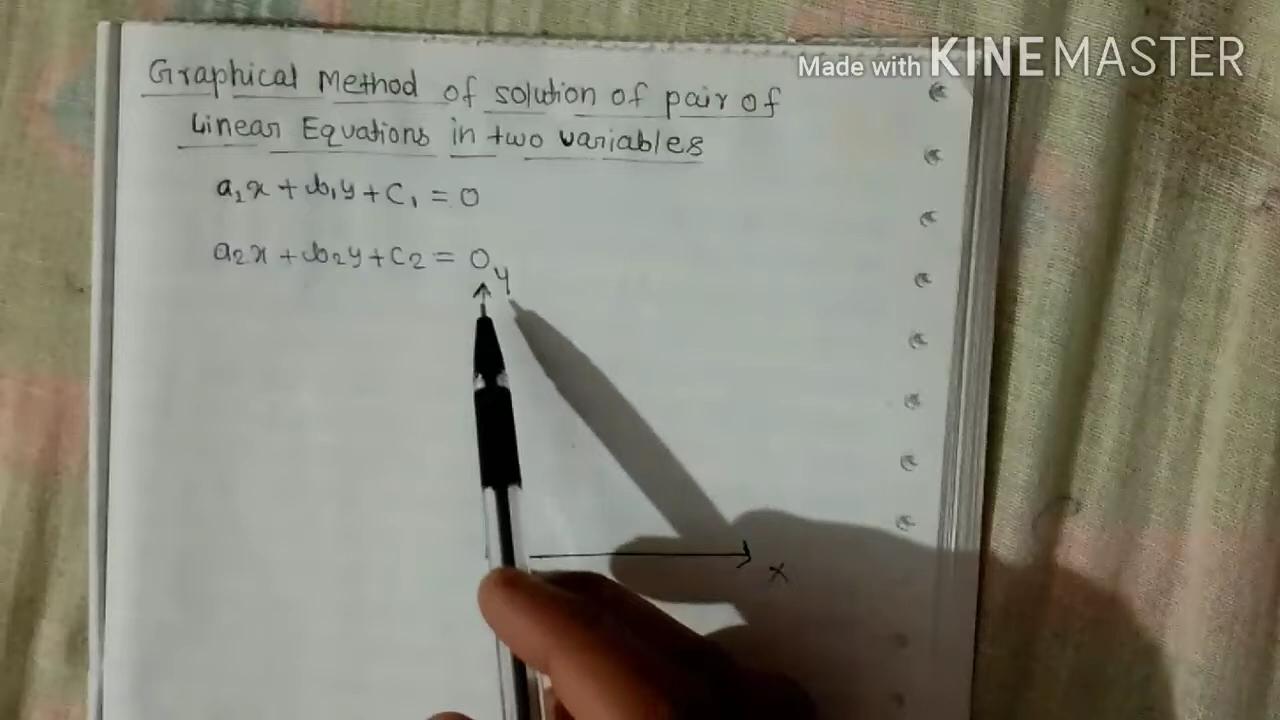 Made with KINEMASTER
Graphical Method of solution of pair of
Linear Equations in two variables
a₁x + b₁y + C₁ = 0
a₂x + b₂y + C₂ = 0
y
x